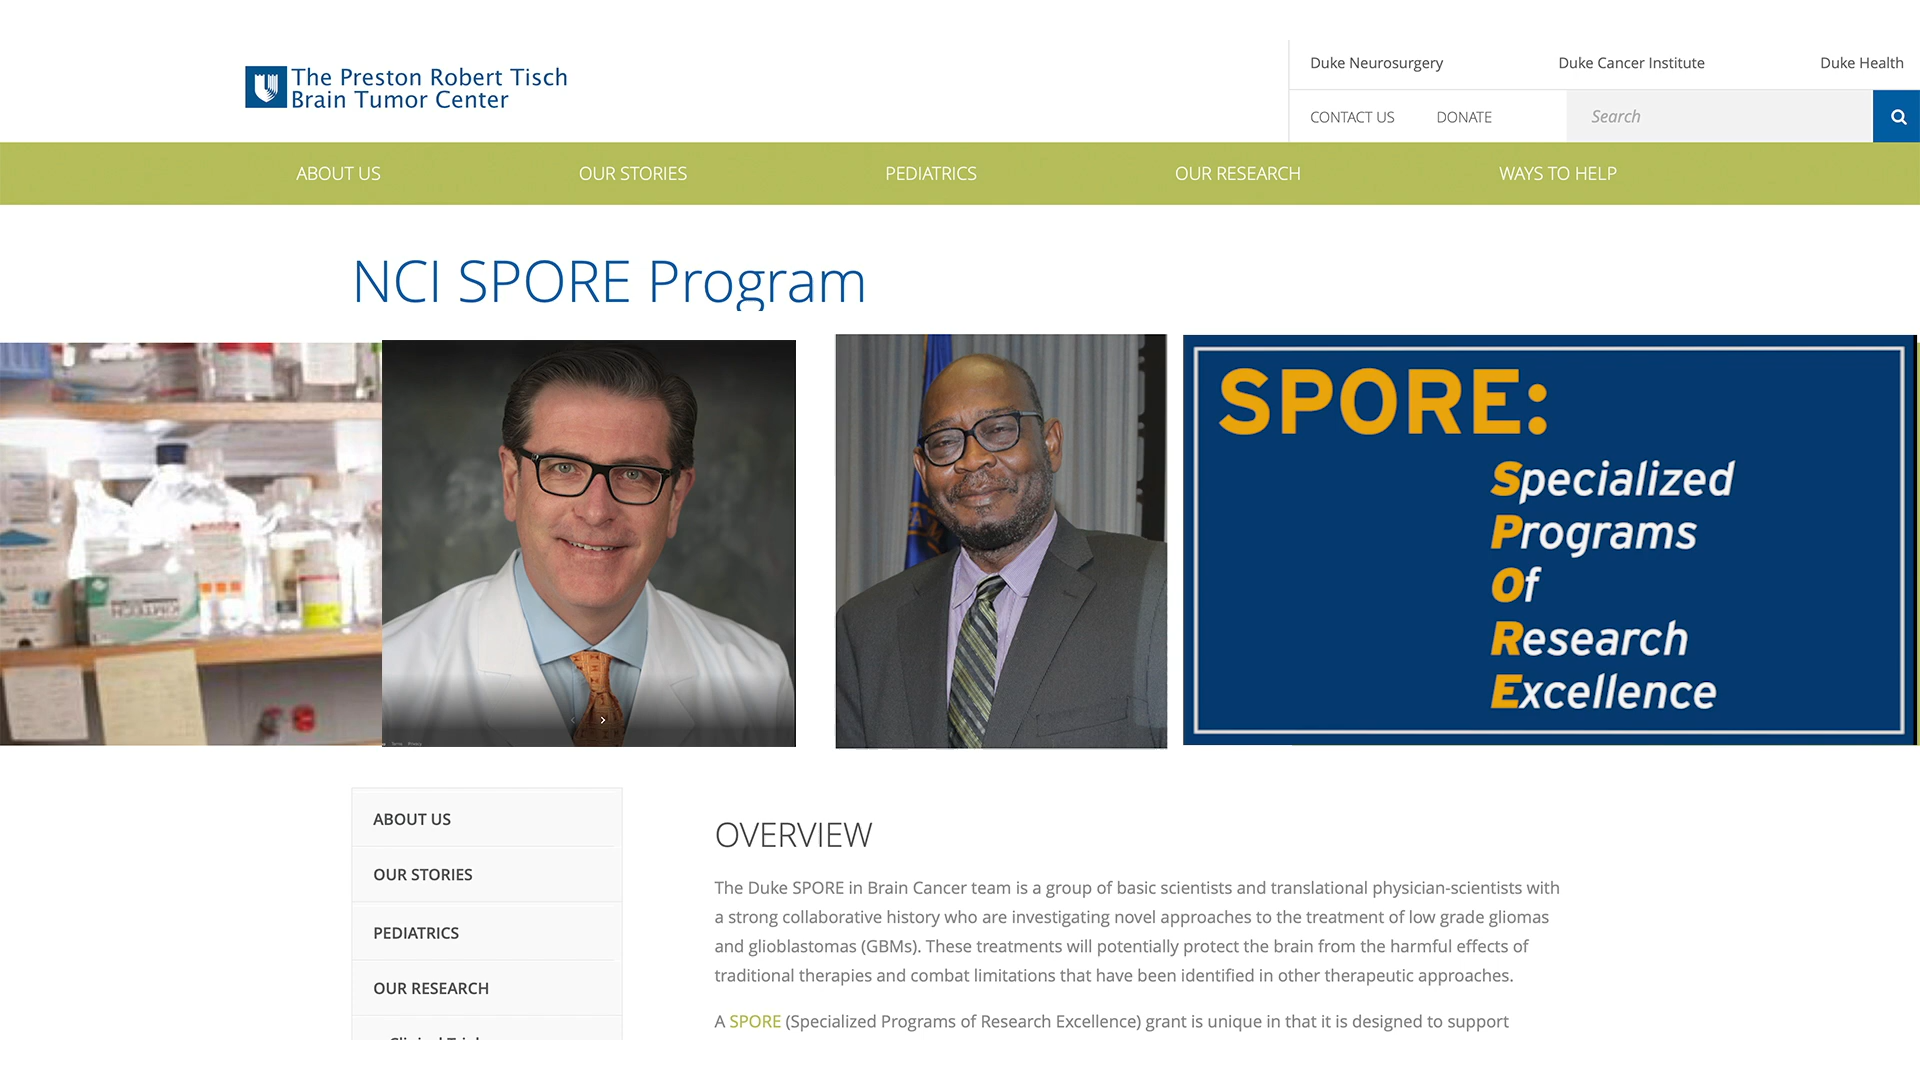 The Preston Robert Tisch
Brain Tumor Center
Duke Neurosurgery
Duke Cancer Institute
Duke Health
CONTACT US
DONATE
Search
ABOUT US
OUR STORIES
PEDIATRICS
OUR RESEARCH
WAYS TO HELP
NCI SPORE Program
SPORE:
Specialized
Programs
Of
Research
Excellence
ABOUT US
OUR STORIES
PEDIATRICS
OUR RESEARCH
OVERVIEW
The Duke SPORE in Brain Cancer team is a group of basic scientists and translational physician-scientists with
a strong collaborative history who are investigating novel approaches to the treatment of low grade gliomas
and glioblastomas (GBMs). These treatments will potentially protect the brain from the harmful effects of
traditional therapies and combat limitations that have been identified in other therapeutic approaches.
A SPORE (Specialized Programs of Research Excellence) grant is unique in that it is designed to support